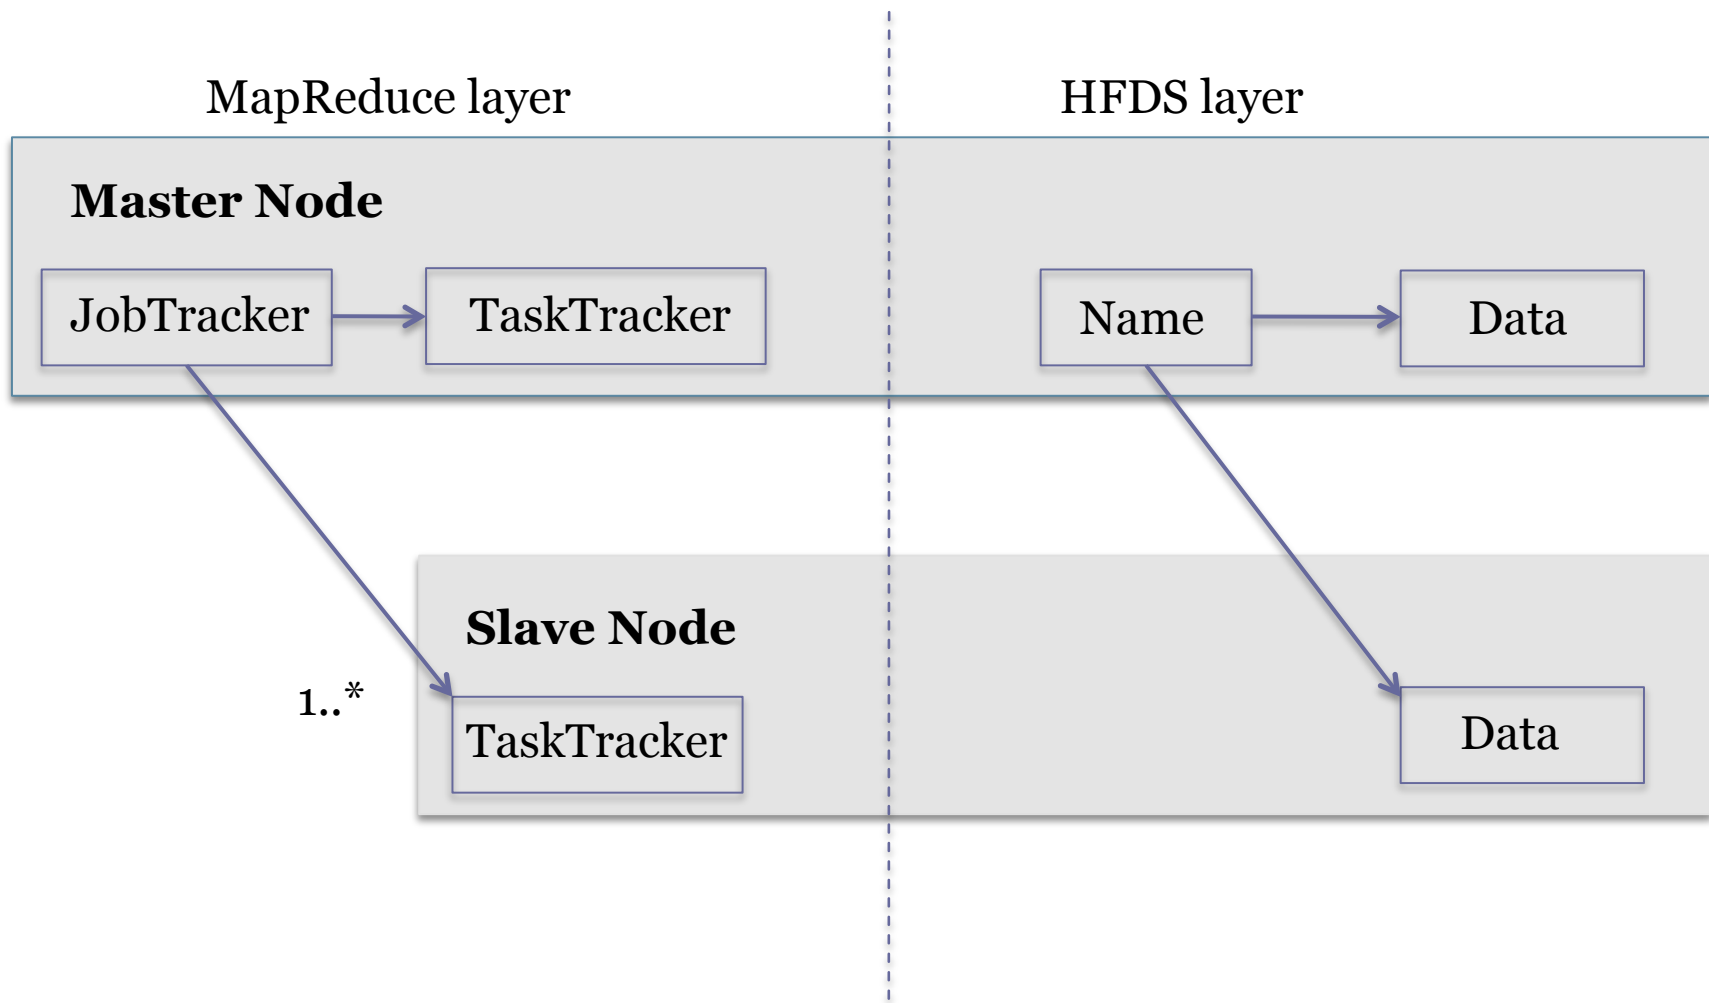 MapReduce layer
HFDS layer
Master Node
JobTracker
TaskTracker
Name
Data
Slave Node
1..*
TaskTracker
Data